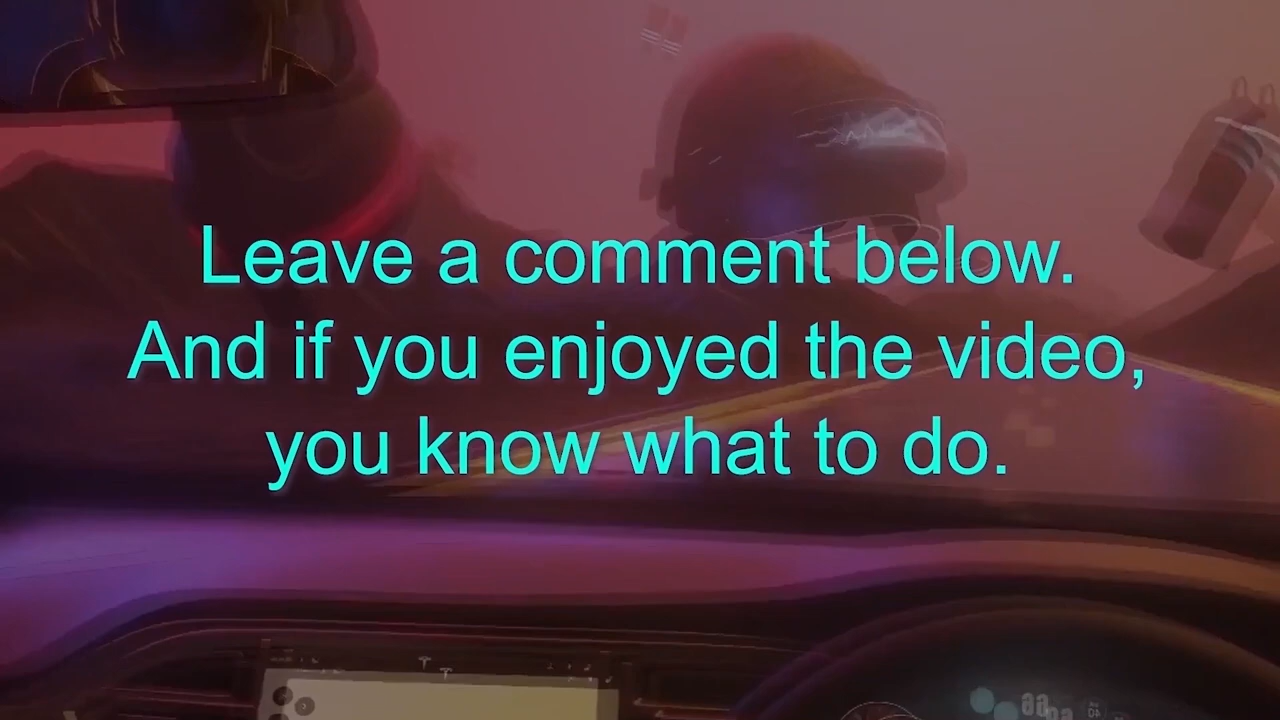 Leave a comment below.
And if you enjoyed the video,
you know what to do.